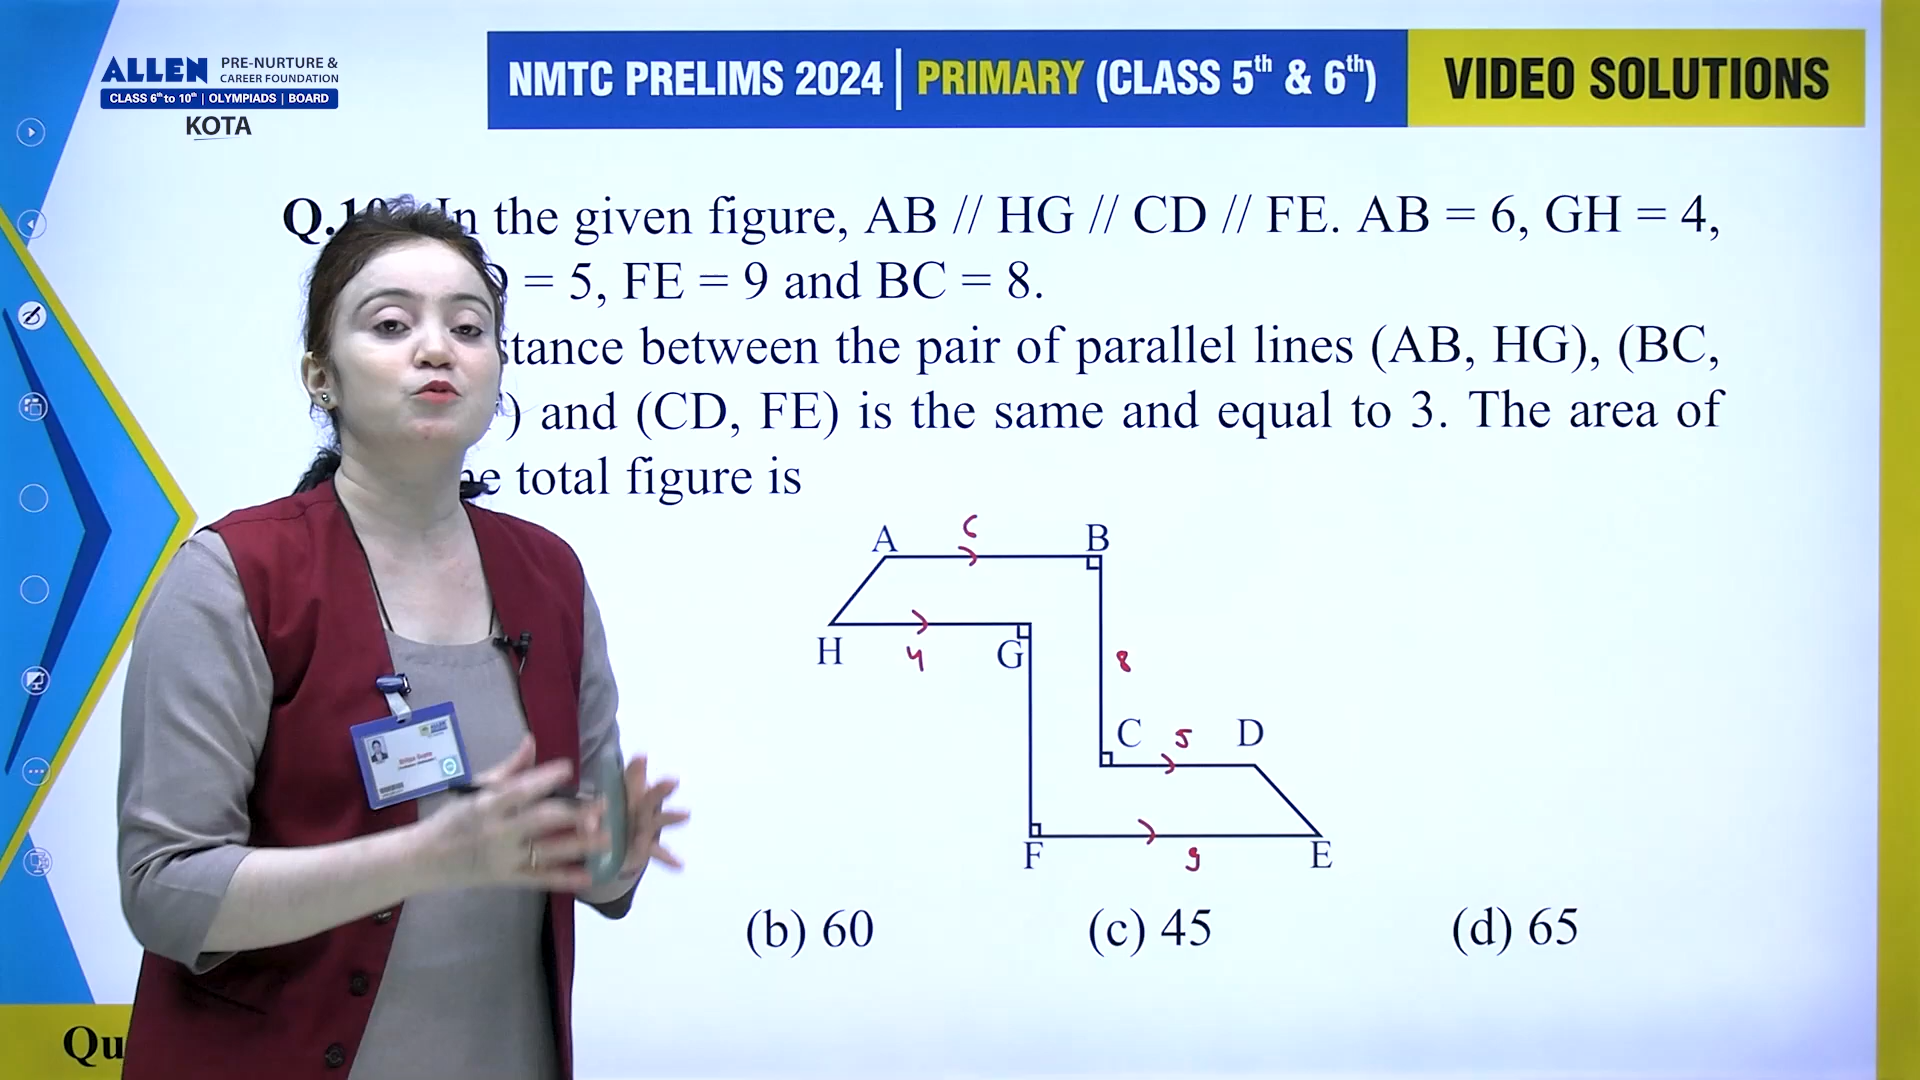 ALLEN PRE-NURTURE & CAREER FOUNDATION
CLASS 6th to 10th | OLYMPIADS | BOARD
KOTA
NMTC PRELIMS 2024 | PRIMARY (CLASS 5th & 6th) VIDEO SOLUTIONS
In the given figure, AB // HG // CD // FE. AB = 6, GH = 4,
= 5, FE = 9 and BC = 8.
between the pair of parallel lines (AB, HG), (BC,
) and (CD, FE) is the same and equal to 3. The area of
total figure is
A 6 B
H 4 G 8
C 5 D
F 9 E
(b) 60 (c) 45 (d) 65